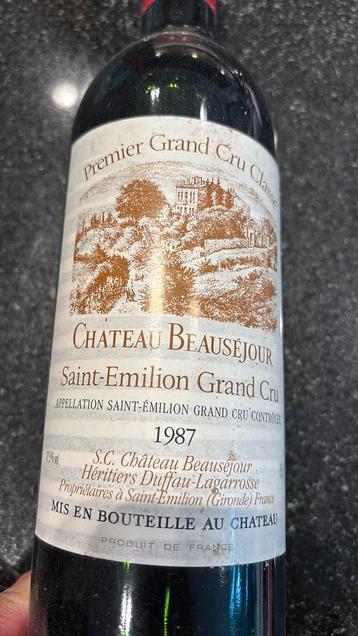 Premier Grand Cru Classé
CHATEAU BEAUSÉJOUR
Saint-Emilion Grand Cru
APPELLATION SAINT-ÉMILION GRAND CRU CONTRÔLÉE
1987
S.C. Château Beauséjour
Héritiers Duffau-Lagarrosse
Propriétaires à Saint-Emilion (Gironde) France
MIS EN BOUTEILLE AU CHATEAU
PRODUIT DE FRANCE